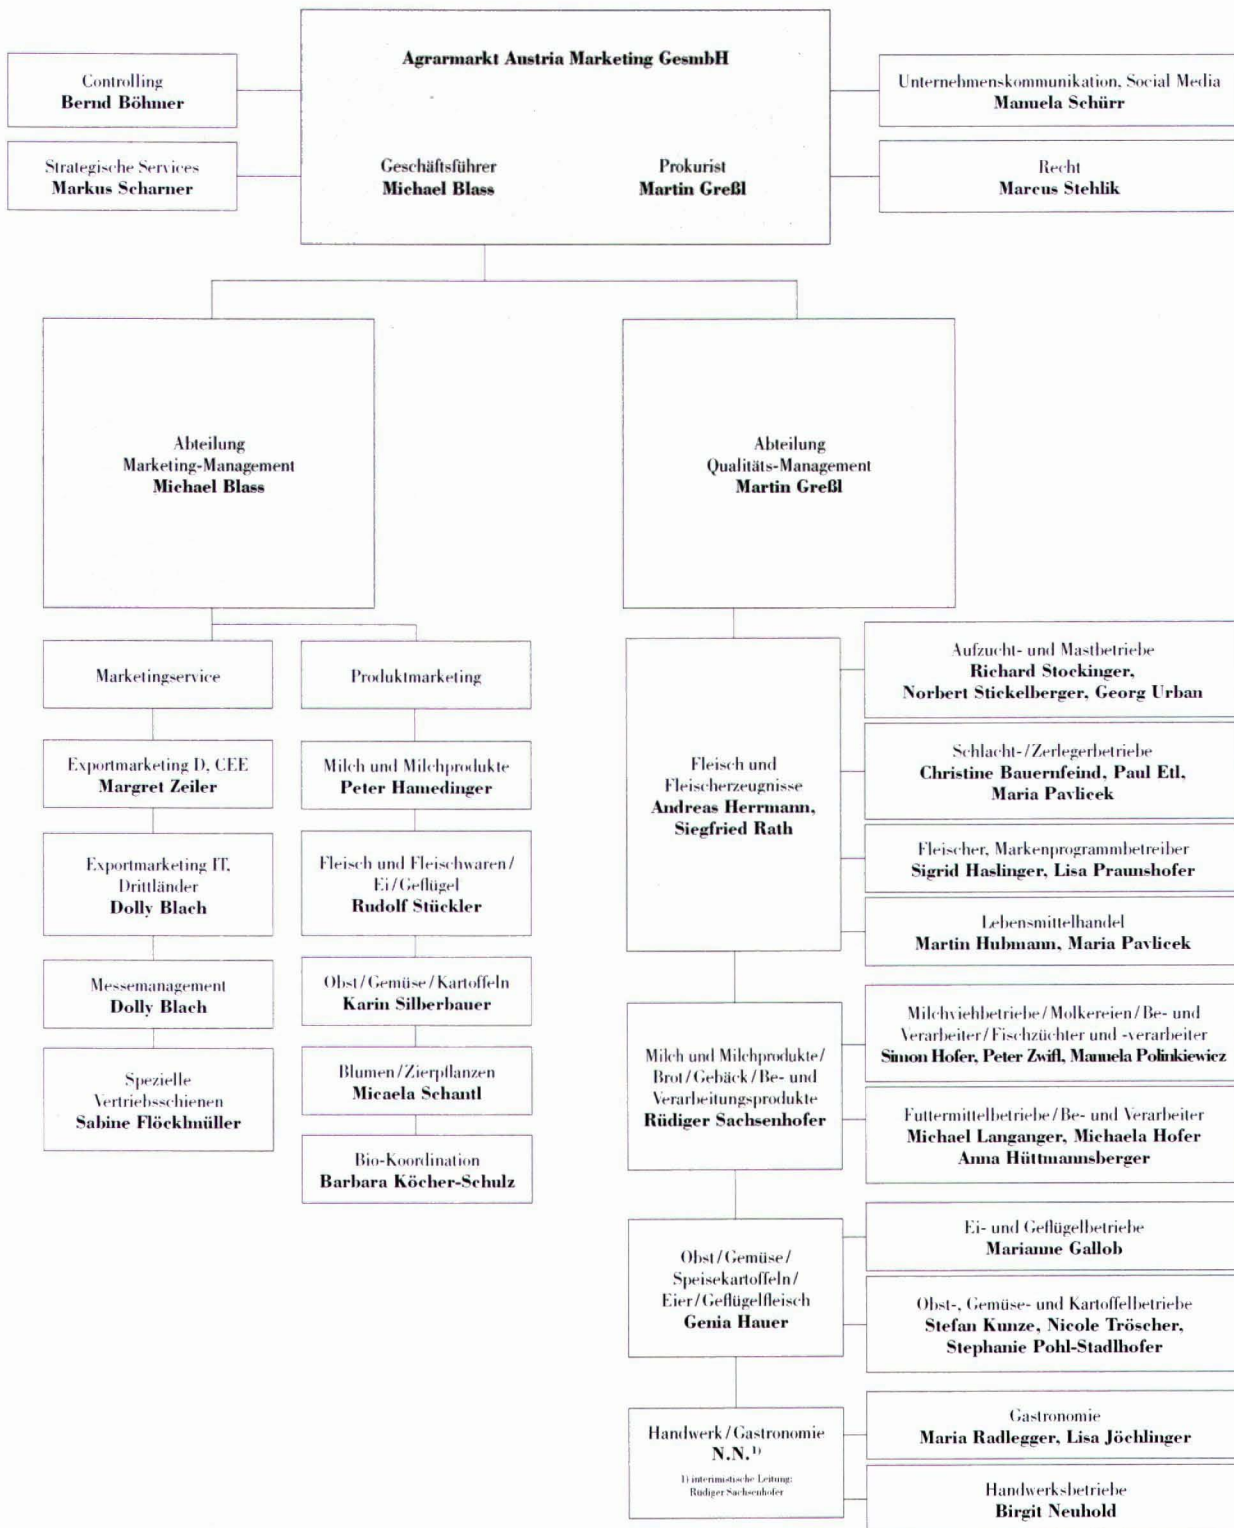 Agrarmarkt Austria Marketing GesmbH
Controlling
Bernd Böhmer
Unternehmenskommunikation, Social Media
Manuela Schürr
Strategische Services
Markus Scharner
Geschäftsführer
Michael Blass
Prokurist
Martin Greßl
Recht
Marcus Stehlik
Abteilung
Marketing-Management
Michael Blass
Abteilung
Qualitäts-Management
Martin Greßl
Marketingservice
Exportmarketing D, CEE
Margret Zeiler
Exportmarketing IT,
Drittländer
Dolly Blach
Messemanagement
Dolly Blach
Spezielle
Vertriebsschienen
Sabine Flöckhmüller
Produktmarketing
Milch und Milchprodukte
Peter Hamedinger
Fleisch und Fleischwaren/
Ei/Geflügel
Rudolf Stückler
Obst/Gemüse/Kartoffeln
Karin Silberbauer
Blumen/Zierpflanzen
Micaela Schantl
Bio-Koordination
Barbara Köcher-Schulz
Fleisch und
Fleischerzeugnisse
Andreas Herrmann,
Siegfried Rath
Aufzucht- und Mastbetriebe
Richard Stockinger,
Norbert Stickelberger, Georg Urban
Schlacht-/Zerlegerbetriebe
Christine Bauernfeind, Paul Etl,
Maria Pavlicek
Fleischer, Markenprogrammbetreiber
Sigrid Haslinger, Lisa Praunshofer
Lebensmittelhandel
Martin Hubmann, Maria Pavlicek
Milch und Milchprodukte/
Brot/Gebäck/Be- und
Verarbeitungsprodukte
Rüdiger Sachsenhofer
Milchviehbetriebe/Molkereien/Be- und
Verarbeiter/Fischzüchter und -verarbeiter
Simon Hofer, Peter Zwifl, Manuela Polinkiewicz
Futtermittelbetriebe/Be- und Verarbeiter
Michael Langanger, Michaela Hofer
Anna Hüttmannsberger
Obst/Gemüse/
Speisekartoffeln/
Eier/Geflügelfleisch
Genia Hauer
Ei- und Geflügelbetriebe
Marianne Gallob
Obst-, Gemüse- und Kartoffelbetriebe
Stefan Kunze, Nicole Tröscher,
Stephanie Pohl-Stadlhofer
Handwerk/Gastronomie
N.N.1)
1) interimistische Leitung:
Rüdiger Sachsenhofer
Gastronomie
Maria Radlegger, Lisa Jöchlinger
Handwerksbetriebe
Birgit Neuhold